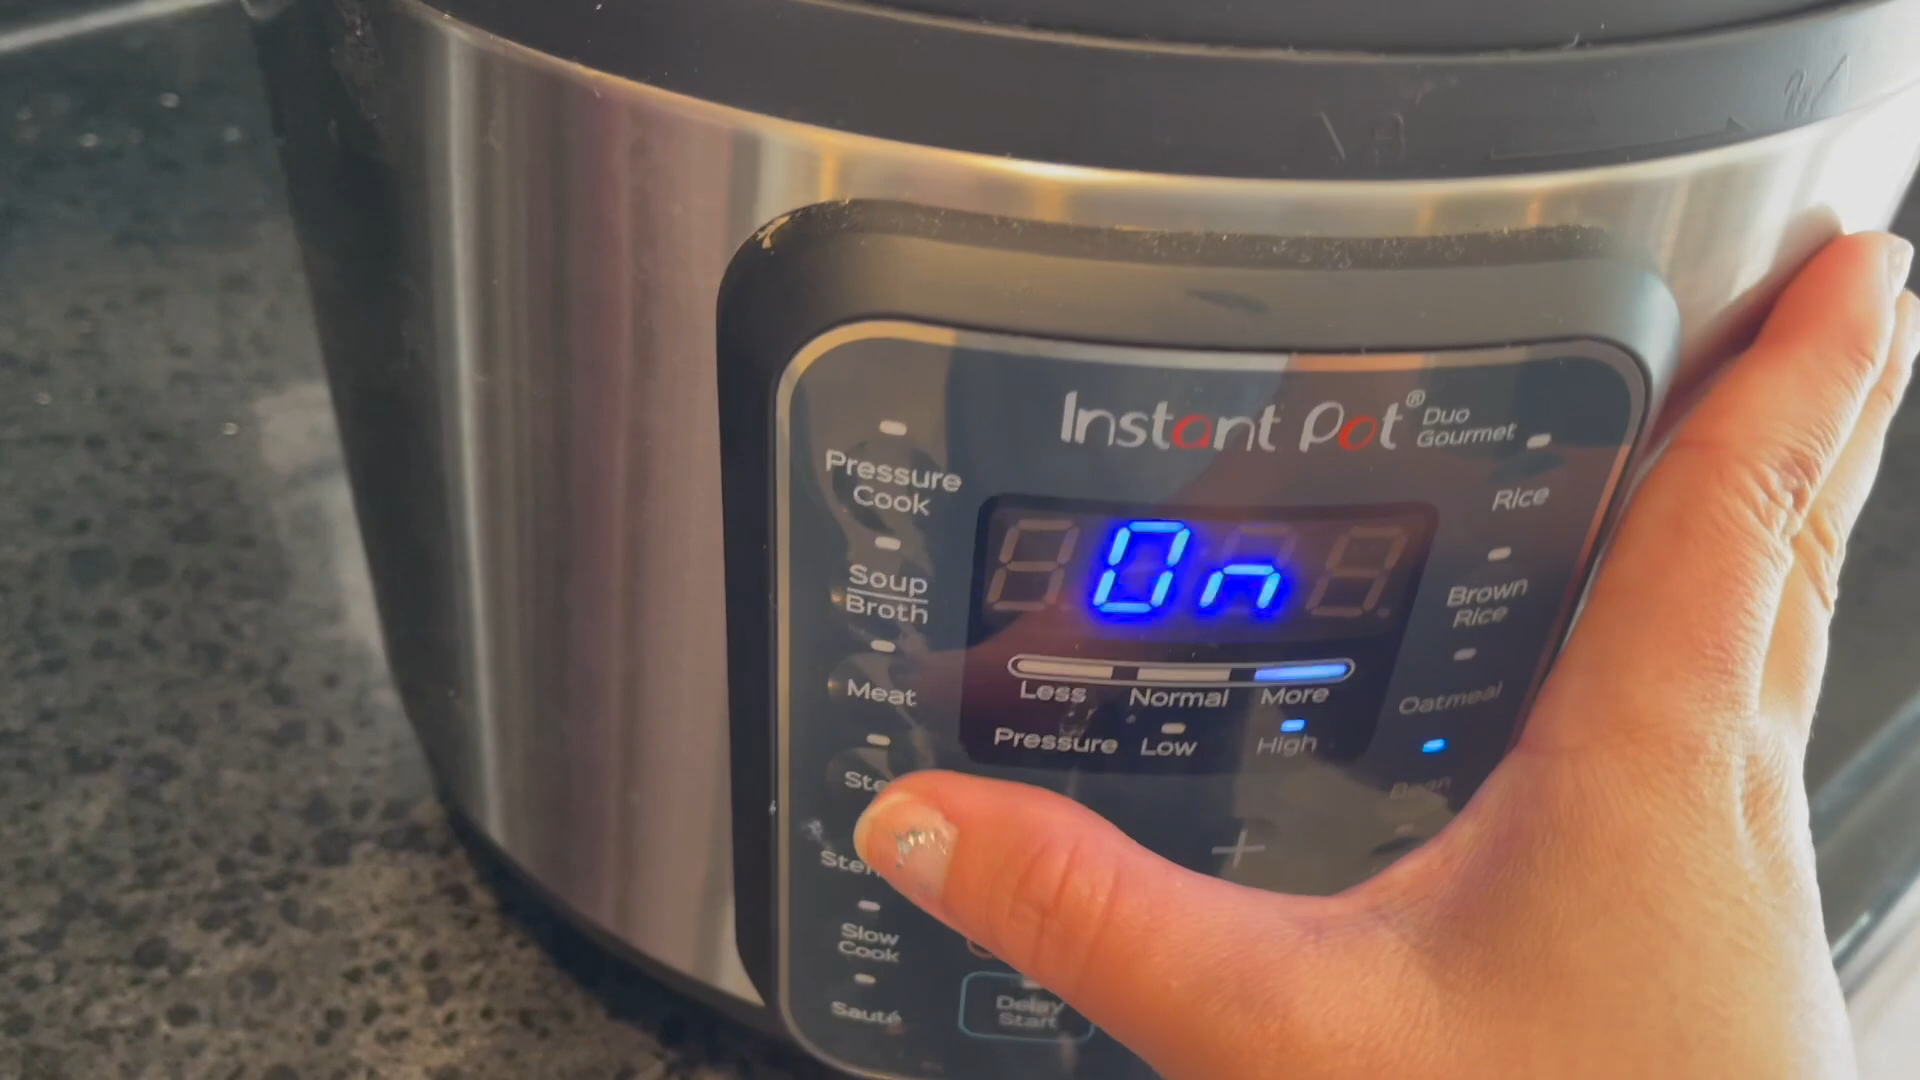 Instant Pot® Duo
Gourmet
Pressure
Cook
Soup
Broth
Meat
Slow
Cook
Sauté
On
Less Normal More
Pressure Low High
Delay
Start
Rice
Brown
Rice
Oatmeal
Bean